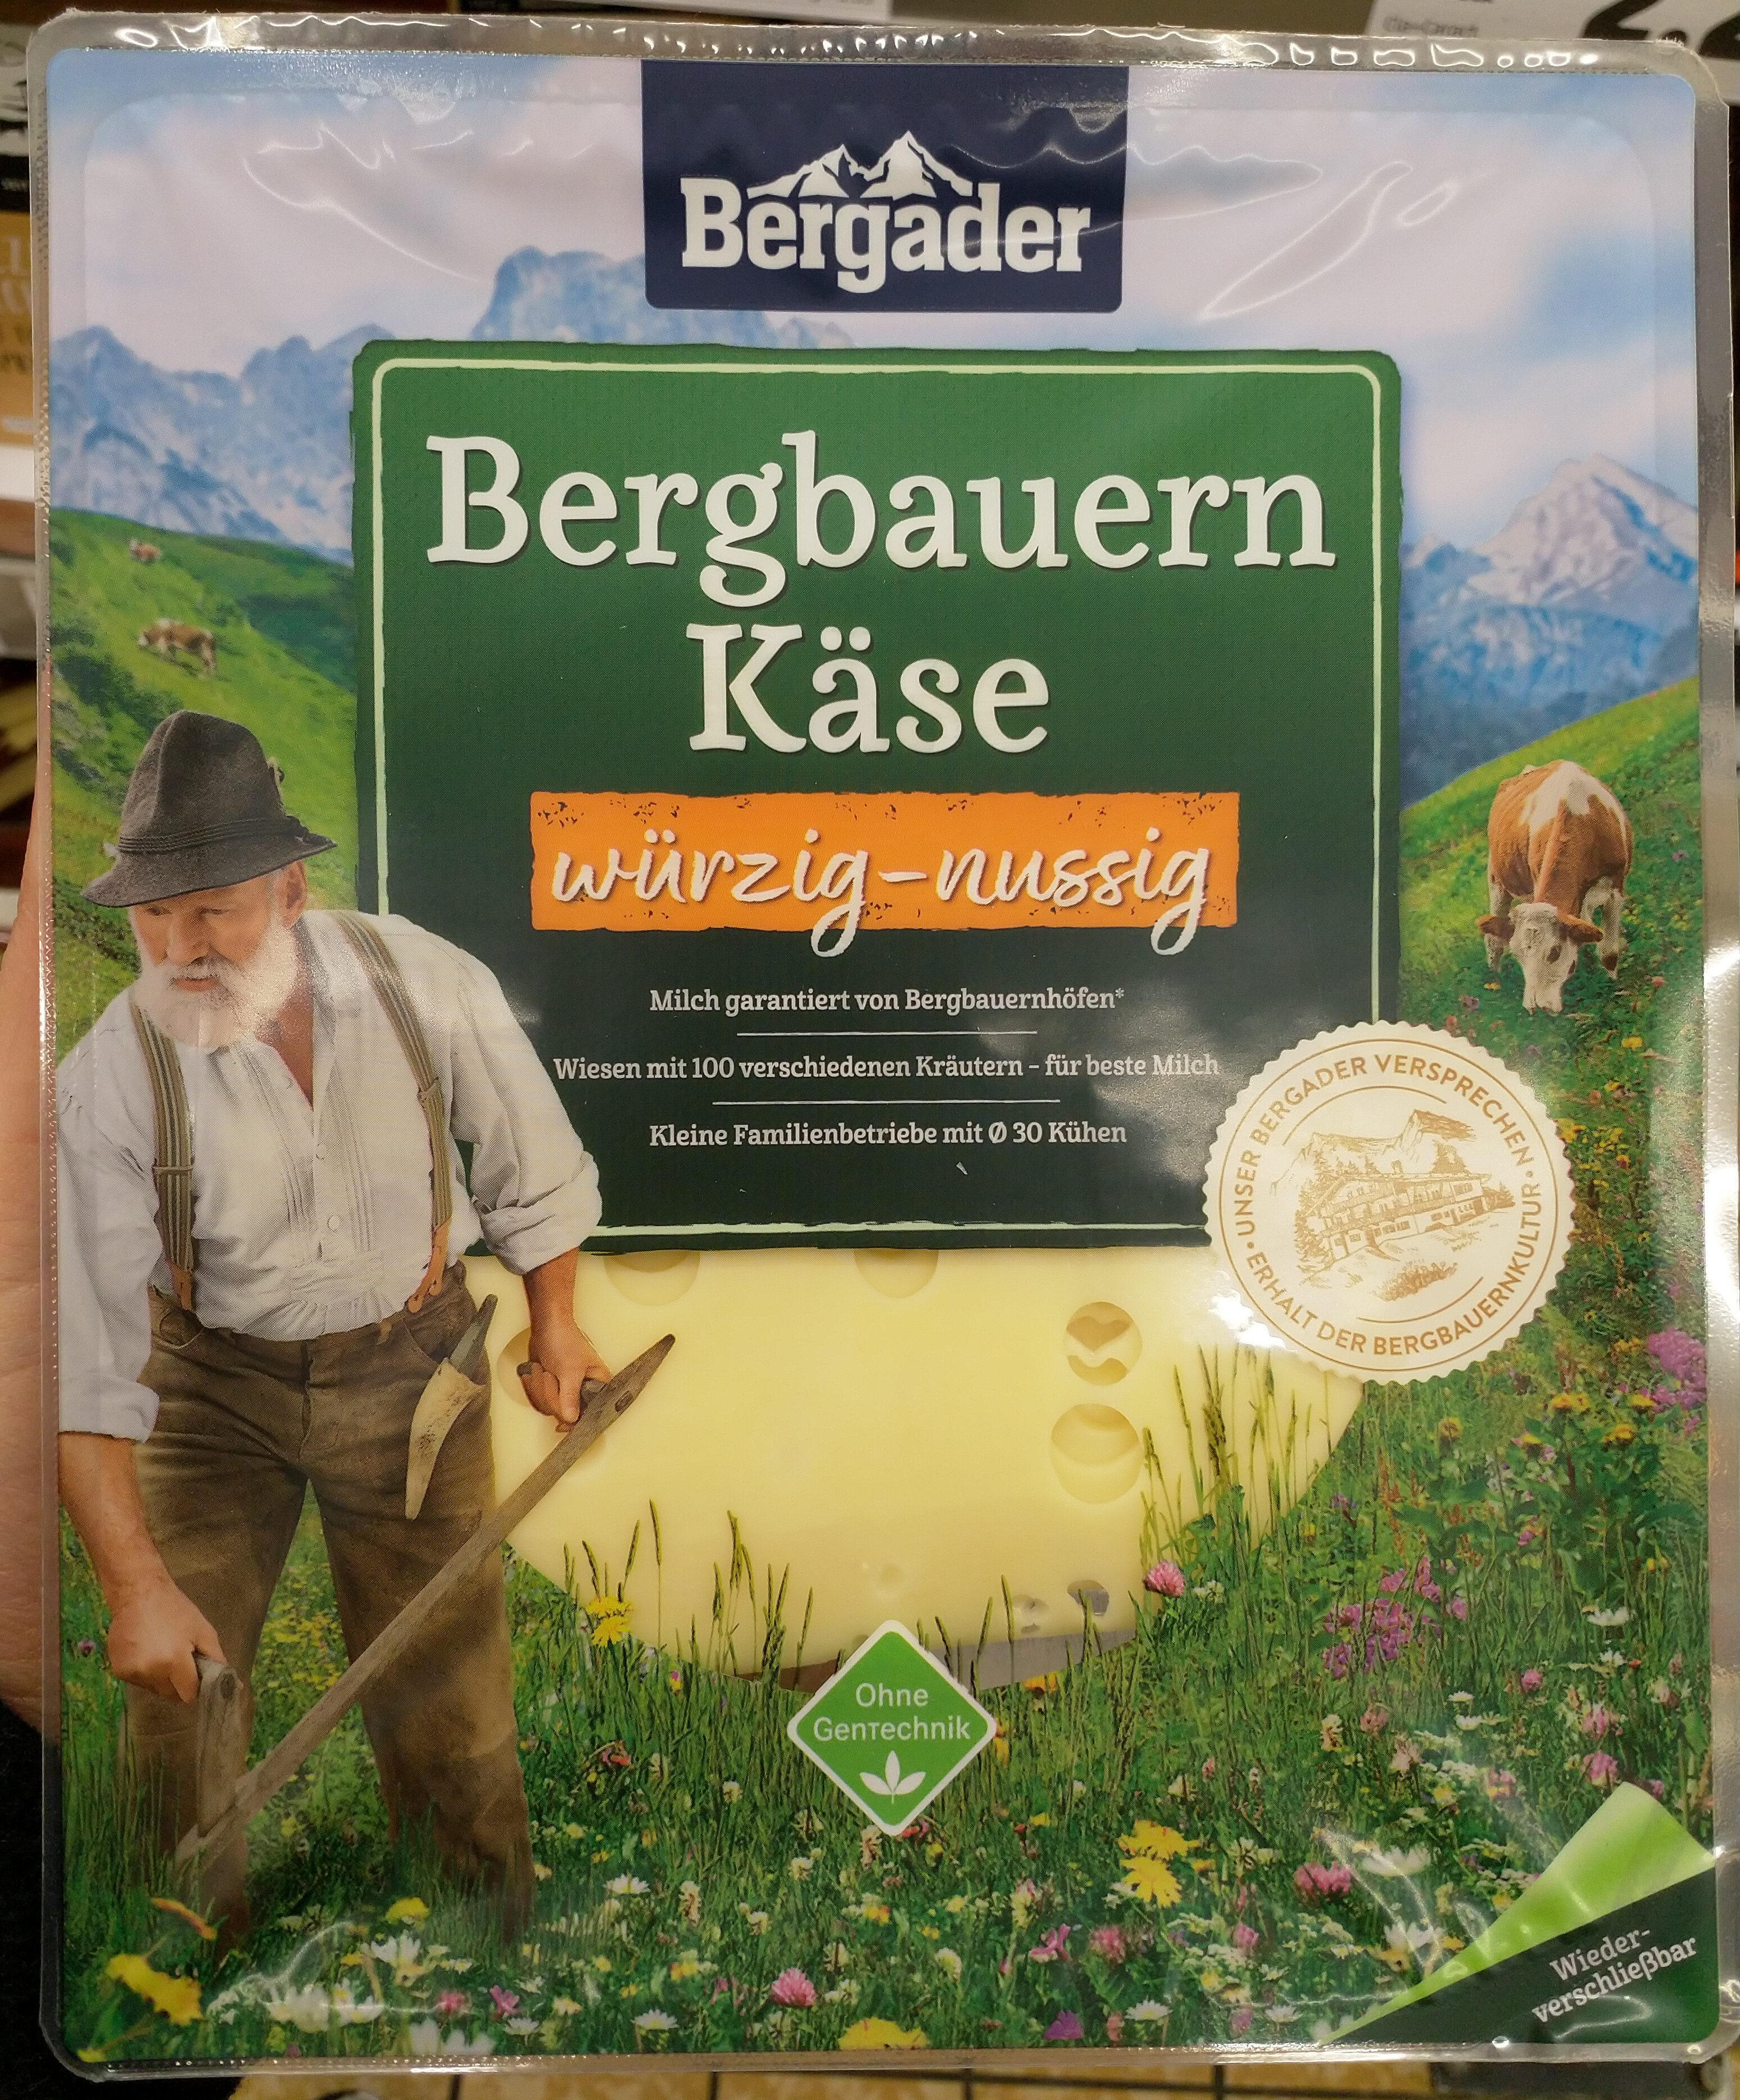 Bergader
Bergbauern
Käse
würzig-nussig
Milch garantiert von Bergbauernhöfen*
Wiesen mit 100 verschiedenen Kräutern - für beste Milch
Kleine Familienbetriebe mit Ø 30 Kühen
• UNSER BERGADER VERSPRECHEN •
ERHALT DER BERGBAUERNKULTUR
Ohne
Gentechnik
Wieder-
verschließbar